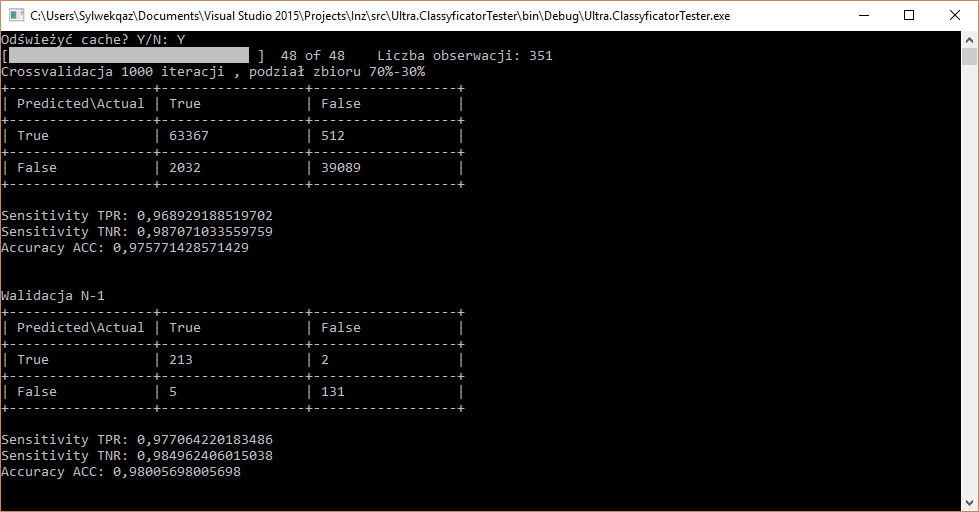 C:\Users\Sylwekqaz\Documents\Visual Studio 2015\Projects\Inz\src\Ultra.ClassyficatorTester\bin\Debug\Ultra.ClassyficatorTester.exe
Odświeżyć cache? Y/N: Y
[ ] 48 of 48 Liczba obserwacji: 351
Crossvalidacja 1000 iteracji , podział zbioru 70%-30%
+------------------+------------------+------------------+
| Predicted\Actual | True | False |
+------------------+------------------+------------------+
| True | 63367 | 512 |
+------------------+------------------+------------------+
| False | 2032 | 39089 |
+------------------+------------------+------------------+
Sensitivity TPR: 0,968929188519702
Sensitivity TNR: 0,987071033559759
Accuracy ACC: 0,975771428571429
Walidacja N-1
+------------------+------------------+------------------+
| Predicted\Actual | True | False |
+------------------+------------------+------------------+
| True | 213 | 2 |
+------------------+------------------+------------------+
| False | 5 | 131 |
+------------------+------------------+------------------+
Sensitivity TPR: 0,977064220183486
Sensitivity TNR: 0,984962406015038
Accuracy ACC: 0,98005698005698